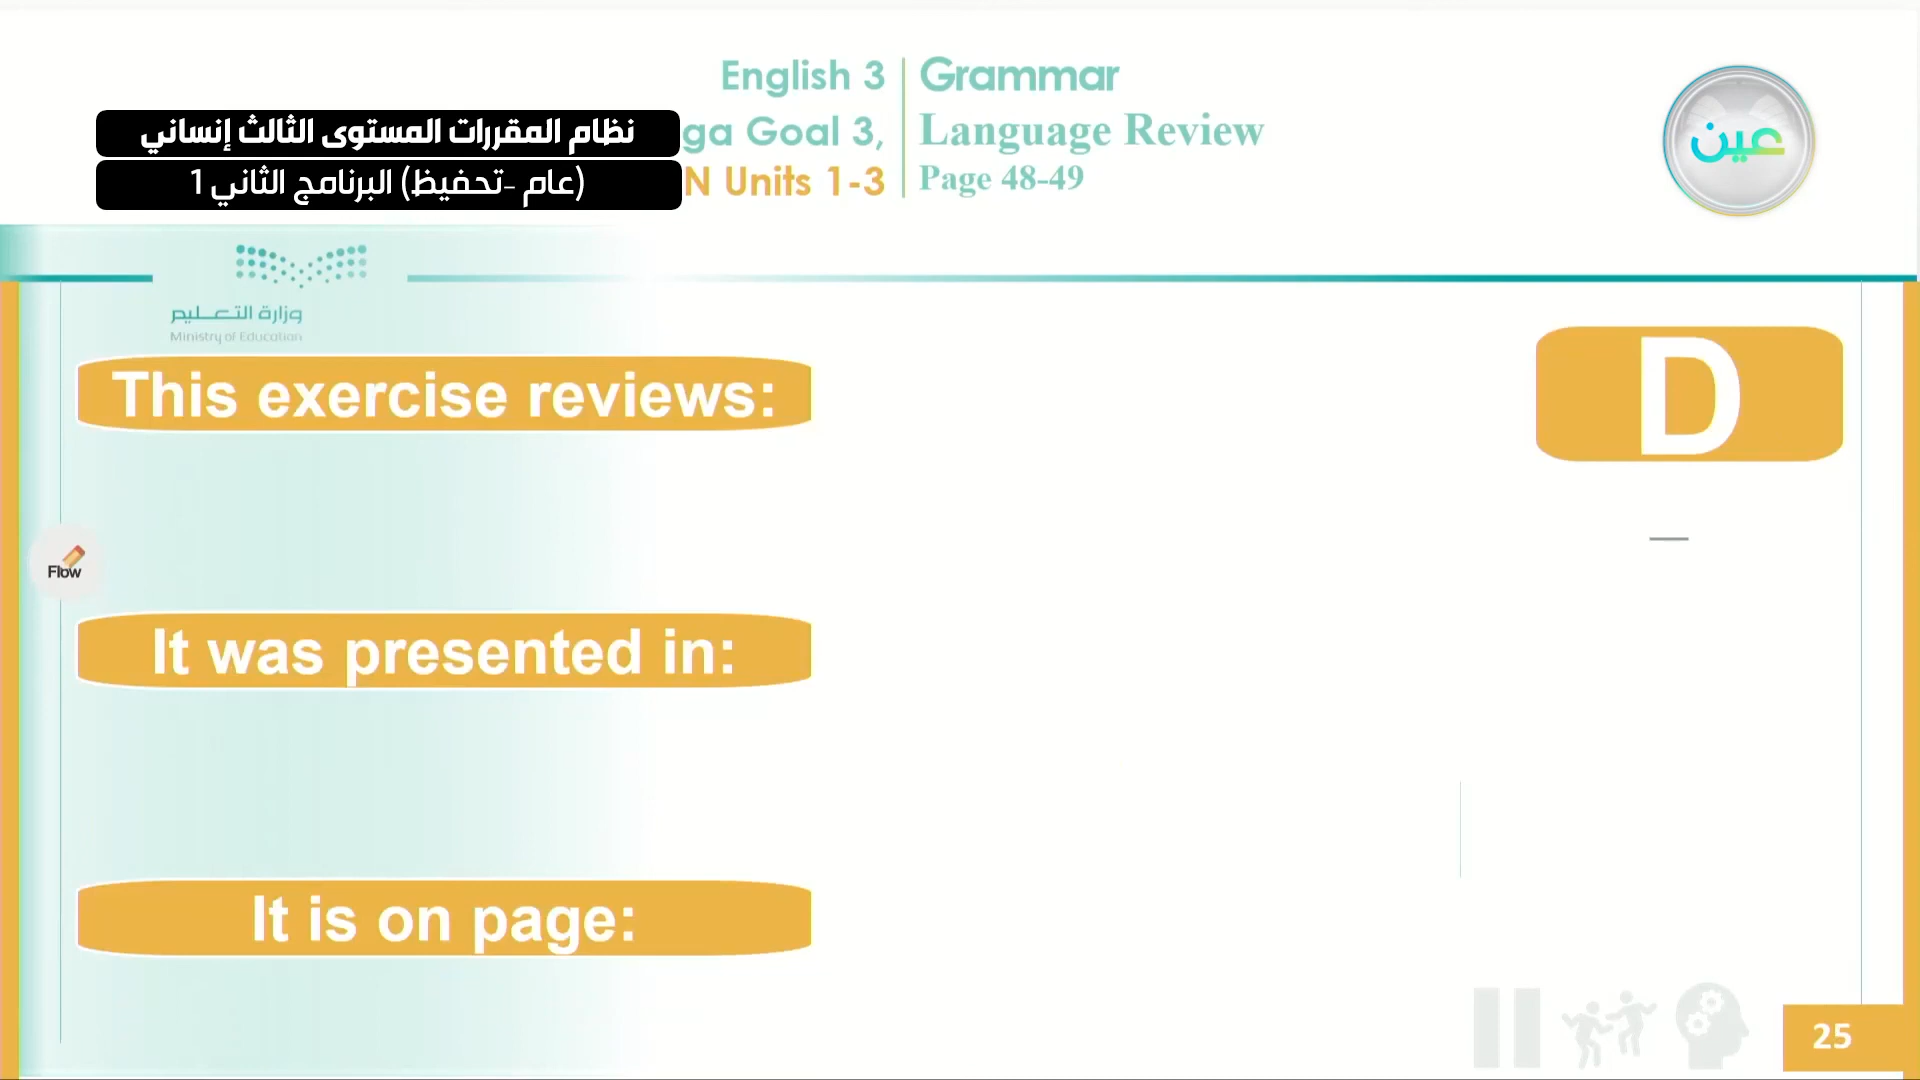 English 3
Grammar
نظام المقررات المستوى الثالث إنساني
ga Goal 3,
Language Review
(عام -تحفيظ) البرنامج الثاني 1
N Units 1-3
Page 48-49
عين
وزارة التعليم
Ministry of Education
This exercise reviews:
D
Flow
It was presented in:
It is on page:
25